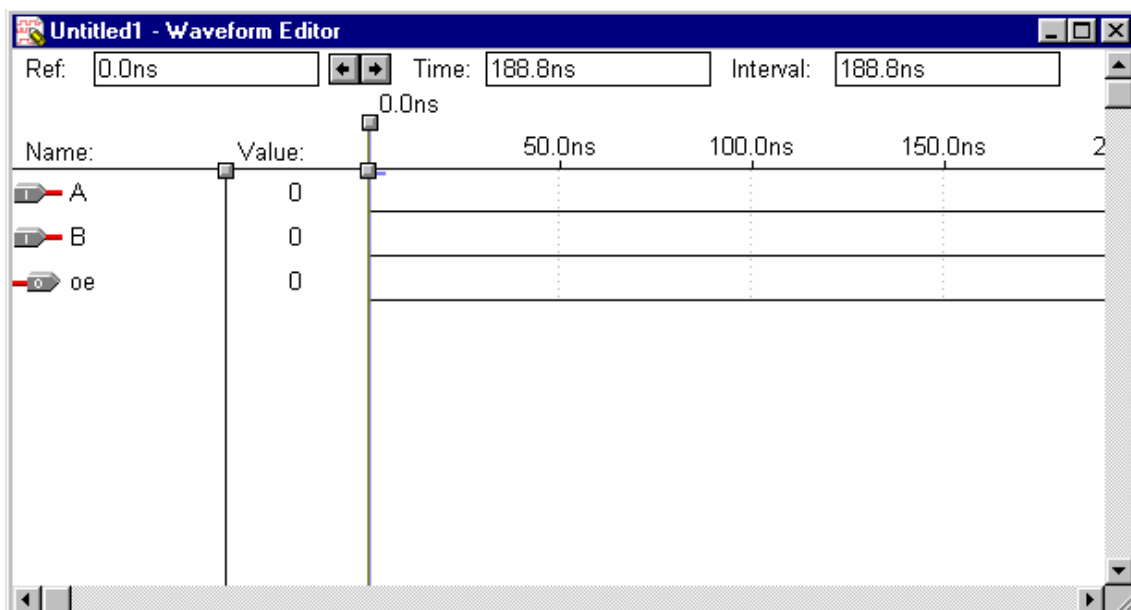 Untitled1 - Waveform Editor
Ref: 0.0ns Time: 188.8ns Interval: 188.8ns
0.0ns
Name: Value: 50.0ns 100.0ns 150.0ns 2
I A 0
I B 0
O oe 0